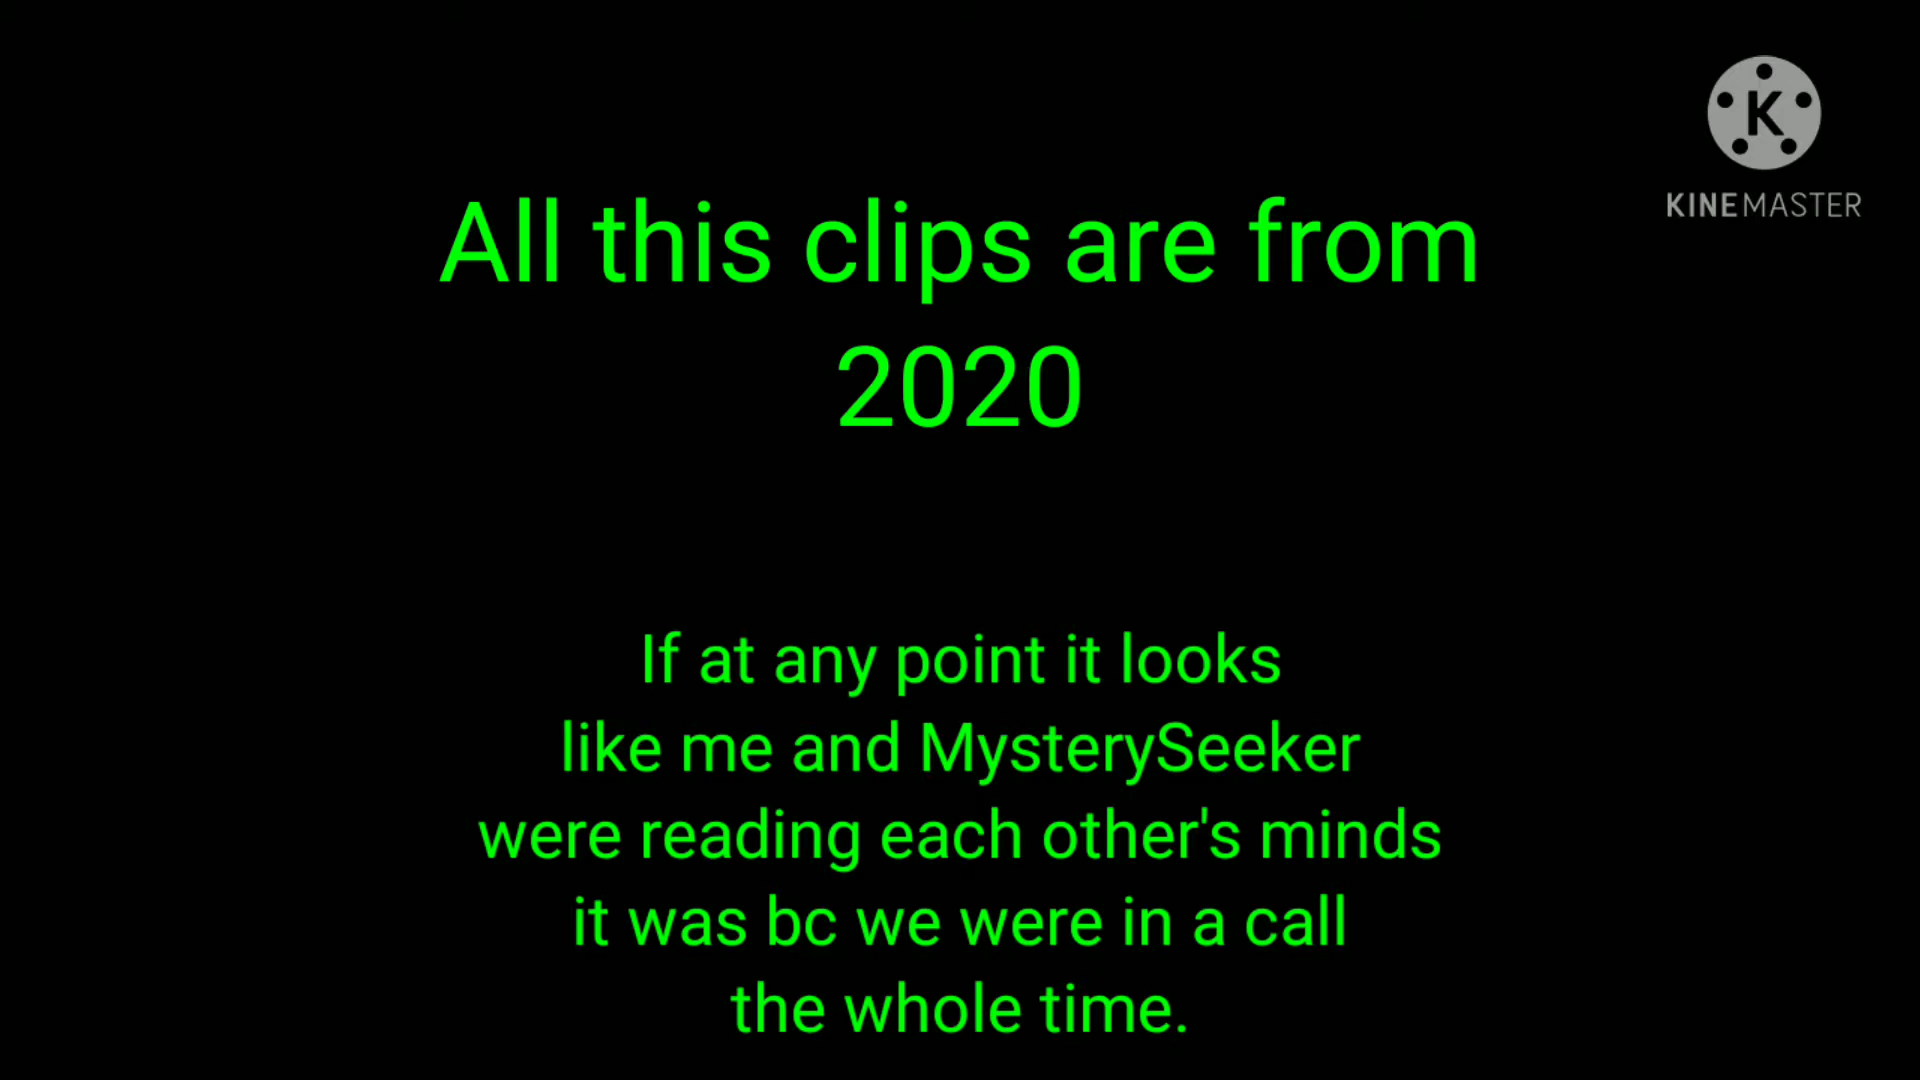 KINEMASTER
All this clips are from
2020
If at any point it looks
like me and MysterySeeker
were reading each other's minds
it was bc we were in a call
the whole time.